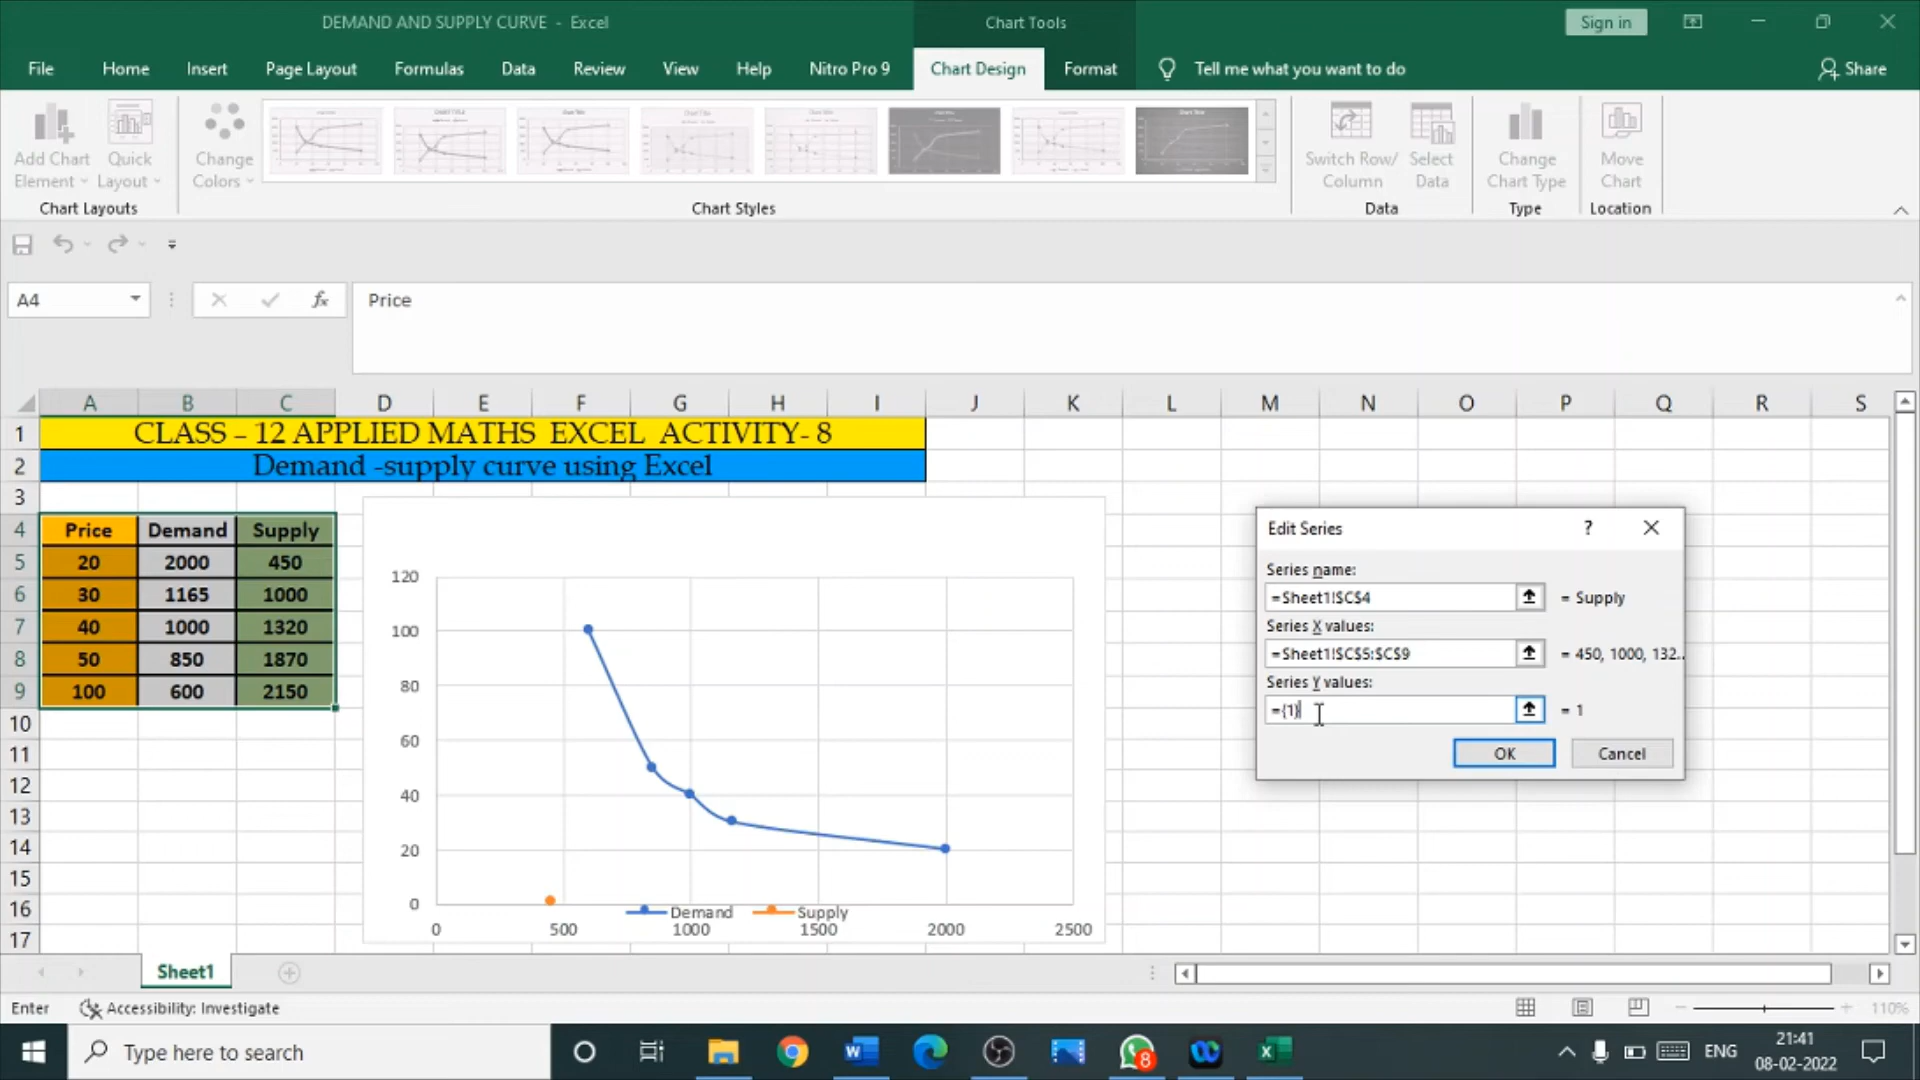 DEMAND AND SUPPLY CURVE - Excel
Chart Tools
Sign in
File Home Insert Page Layout Formulas Data Review View Help Nitro Pro 9 Chart Design Format Tell me what you want to do Share
Add Chart Element
Quick Layout
Change Colors
Switch Row/ Column
Select Data
Change Chart Type
Move Chart
Chart Layouts
Chart Styles
Data
Type
Location
A4
fx
Price
A B C D E F G H I J K L M N O P Q R S
1 CLASS – 12 APPLIED MATHS EXCEL ACTIVITY- 8
2 Demand -supply curve using Excel
3
4 Price Demand Supply
5 20 2000 450
6 30 1165 1000
7 40 1000 1320
8 50 850 1870
9 100 600 2150
10
11
12
13
14
15
16
17
120
100
80
60
40
20
0
Demand Supply
0 500 1000 1500 2000 2500
Edit Series ?
Series name:
=Sheet1!$C$4 = Supply
Series X values:
=Sheet1!$C$5:$C$9 = 450, 1000, 132..
Series Y values:
={1} = 1
OK Cancel
Sheet1
Enter Accessibility: Investigate 110%
Type here to search
8
ENG
21:41
08-02-2022